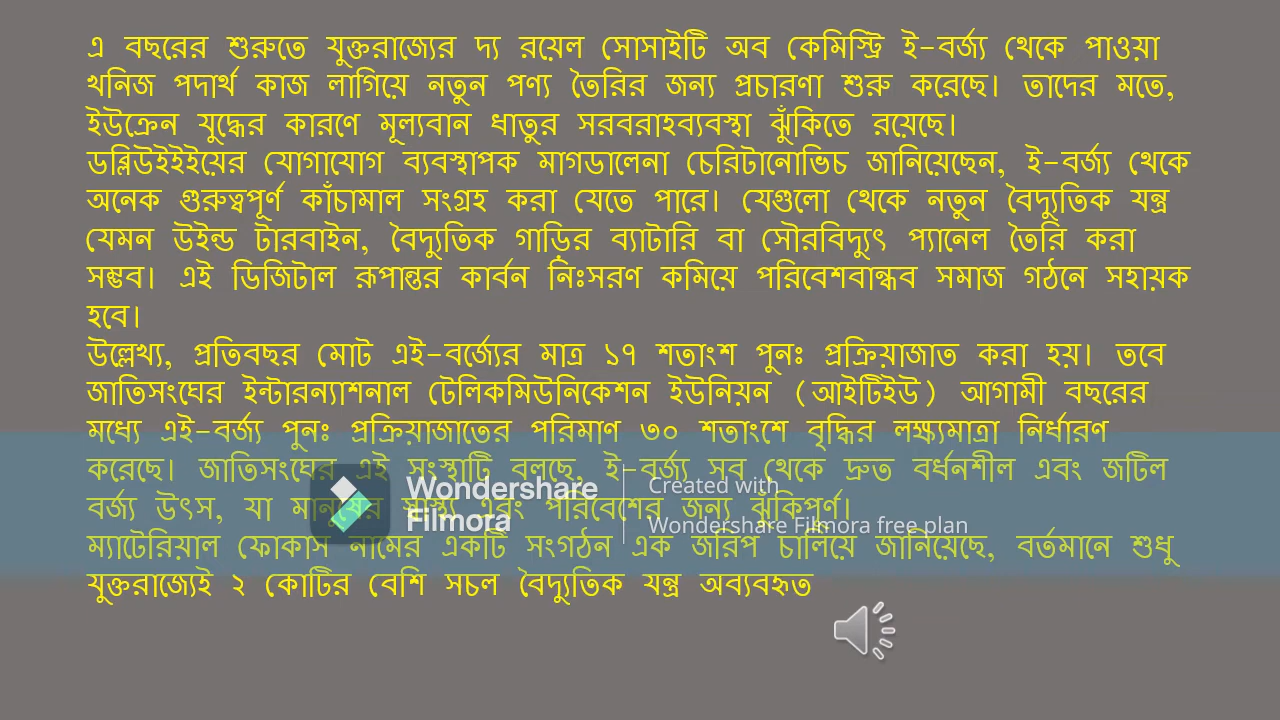 এ বছরের শুরুতে যুক্তরাজ্যের দ্য রয়েল সোসাইটি অব কেমিস্ট্রি ই-বর্জ্য থেকে পাওয়া
খনিজ পদার্থ কাজ লাগিয়ে নতুন পণ্য তৈরির জন্য প্রচারণা শুরু করেছে। তাদের মতে,
ইউক্রেন যুদ্ধের কারণে মূল্যবান ধাতুর সরবরাহব্যবস্থা ঝুঁকিতে রয়েছে।
ডব্লিউইইইয়ের যোগাযোগ ব্যবস্থাপক মাগডালেনা চেরিটানোভিচ জানিয়েছেন, ই-বর্জ্য থেকে
অনেক গুরুত্বপূর্ণ কাঁচামাল সংগ্রহ করা যেতে পারে। যেগুলো থেকে নতুন বৈদ্যুতিক যন্ত্র
যেমন উইন্ড টারবাইন, বৈদ্যুতিক গাড়ির ব্যাটারি বা সৌরবিদ্যুৎ প্যানেল তৈরি করা
সম্ভব। এই ডিজিটাল রূপান্তর কার্বন নিঃসরণ কমিয়ে পরিবেশবান্ধব সমাজ গঠনে সহায়ক
হবে।
উল্লেখ্য, প্রতিবছর মোট এই-বর্জ্যের মাত্র ১৭ শতাংশ পুনঃ প্রক্রিয়াজাত করা হয়। তবে
জাতিসংঘের ইন্টারন্যাশনাল টেলিকমিউনিকেশন ইউনিয়ন (আইটিইউ) আগামী বছরের
মধ্যে এই-বর্জ্য পুনঃ প্রক্রিয়াজাতের পরিমাণ ৩০ শতাংশে বৃদ্ধির লক্ষ্যমাত্রা নির্ধারণ
করেছে। জাতিসংঘের এই সংস্থাটি বলছে, ই-বর্জ্য সব থেকে দ্রুত বর্ধনশীল এবং জটিল
বর্জ্য উৎস, যা মানুষের স্বাস্থ্য এবং পরিবেশের জন্য ঝুঁকিপূর্ণ।
Wondershare
Filmora
Created with
Wondershare Filmora free plan
ম্যাটেরিয়াল ফোকাস নামের একটি সংগঠন এক জরিপ চালিয়ে জানিয়েছে, বর্তমানে শুধু
যুক্তরাজ্যেই ২ কোটির বেশি সচল বৈদ্যুতিক যন্ত্র অব্যবহৃত